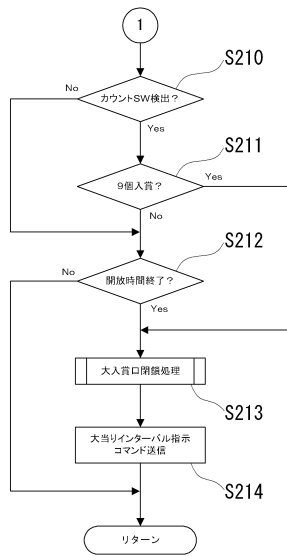 1
S210
カウントSW検出？
No
Yes
S211
9個入賞？
Yes
No
S212
開放時間終了？
No
Yes
大入賞口閉鎖処理
S213
大当りインターバル指示
コマンド送信
S214
リターン